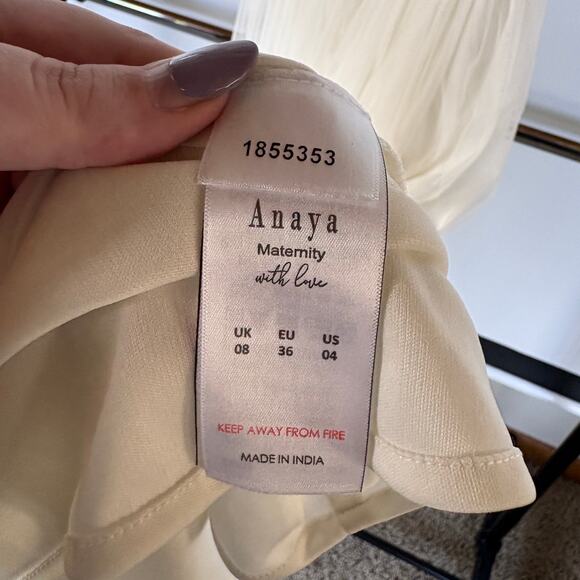 1855353
Anaya
Maternity
with love
UK EU US
08 36 04
KEEP AWAY FROM FIRE
MADE IN INDIA